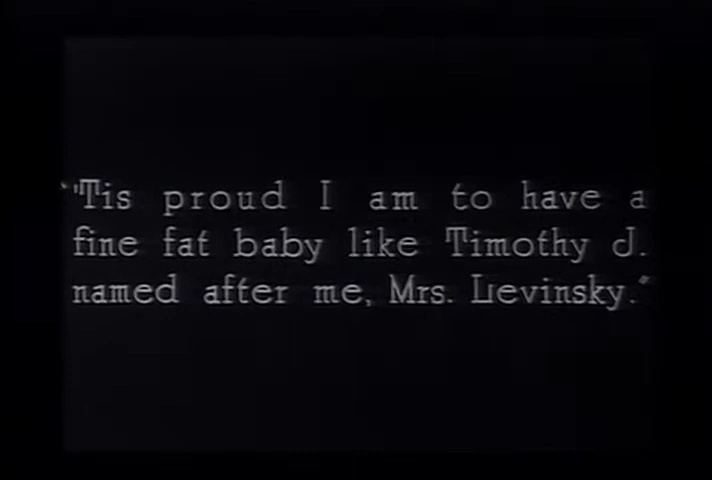 "'Tis proud I am to have a
fine fat baby like Timothy J.
named after me, Mrs. Levinsky."